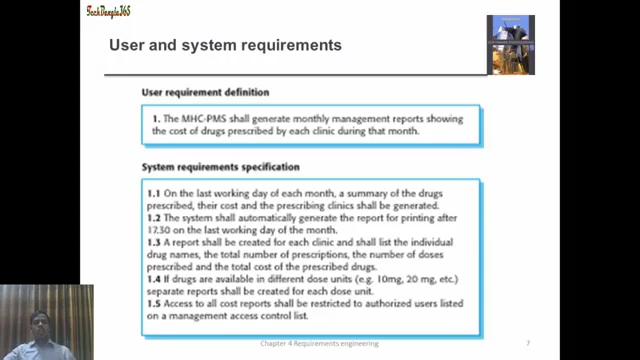 TechBangla365
User and system requirements
User requirement definition
1. The MHC-PMS shall generate monthly management reports showing
the cost of drugs prescribed by each clinic during that month.
System requirements specification
1.1 On the last working day of each month, a summary of the drugs
prescribed, their cost and the prescribing clinics shall be generated.
1.2 The system shall automatically generate the report for printing after
17.30 on the last working day of the month.
1.3 A report shall be created for each clinic and shall list the individual
drug names, the total number of prescriptions, the number of doses
prescribed and the total cost of the prescribed drugs.
1.4 If drugs are available in different dose units (e.g. 10mg, 20 mg, etc.)
separate reports shall be created for each dose unit.
1.5 Access to all cost reports shall be restricted to authorized users listed
on a management access control list.
Chapter 4 Requirements engineering
7